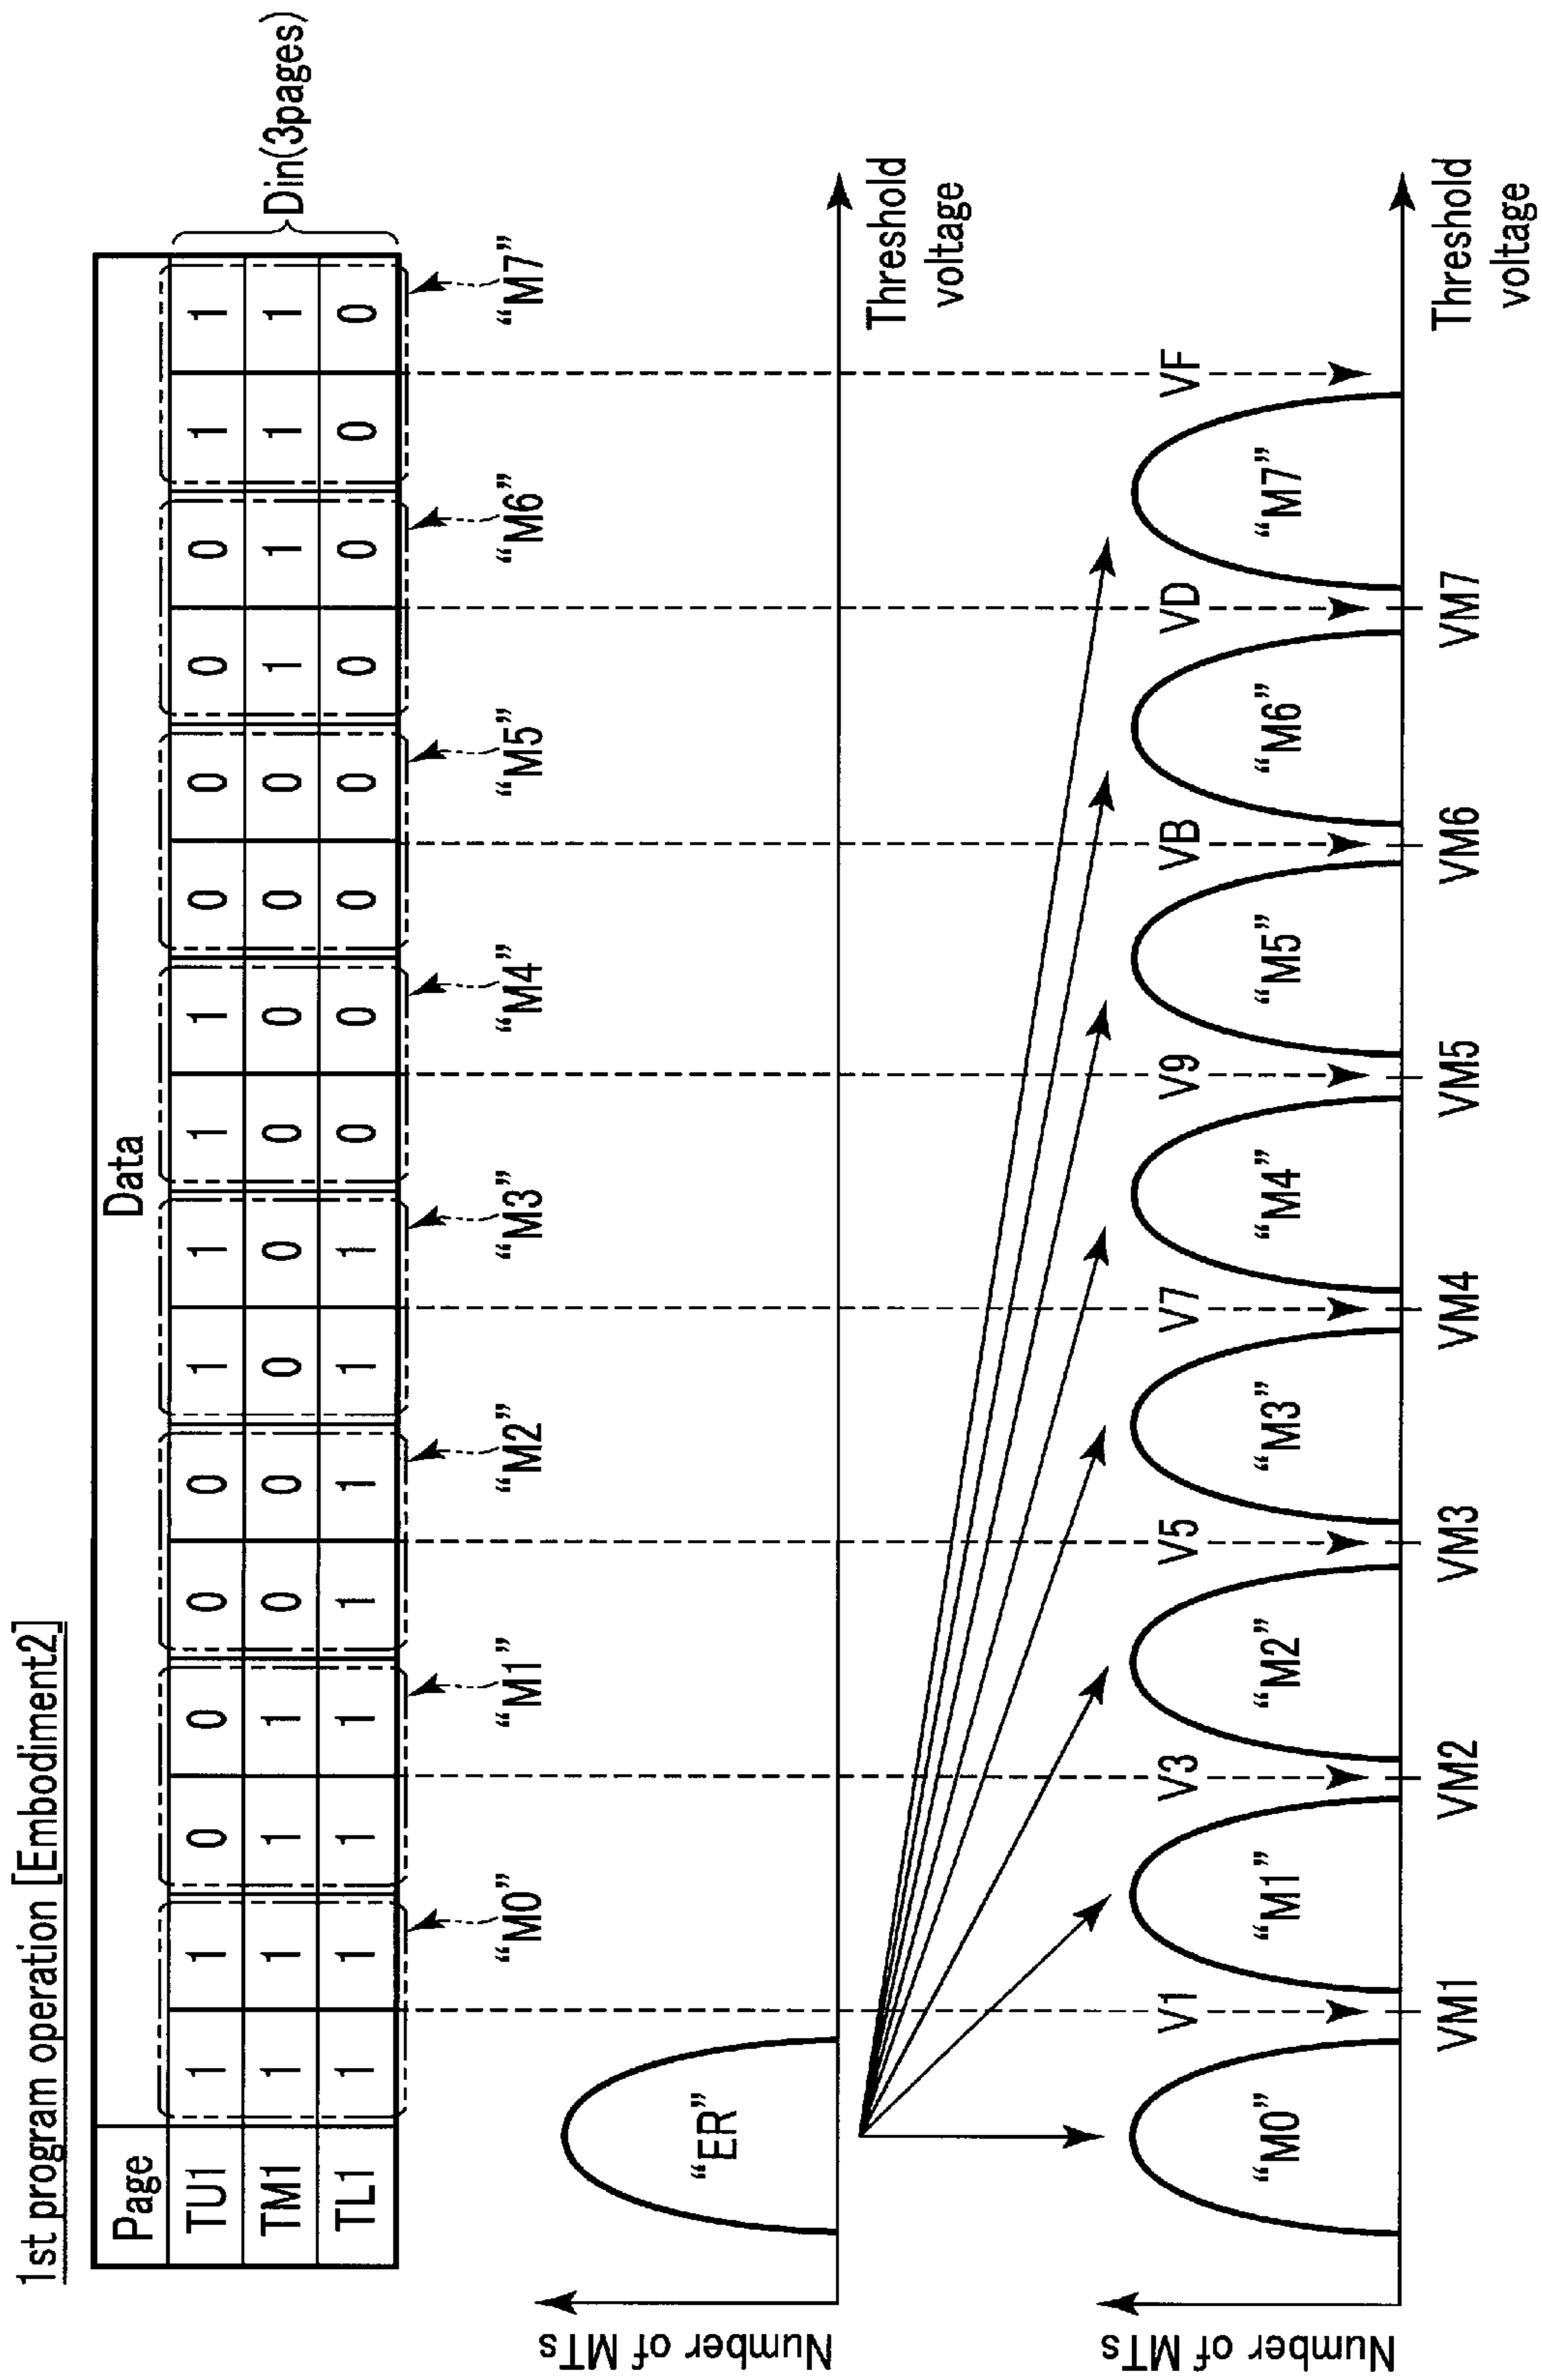 1st program operation [Embodiment2]
Page Data
TU1 1 1 0 0 0 0 1 1 1 1 0 0 0 0 1 1
TM1 1 1 1 1 0 0 0 0 0 0 0 0 1 1 1 1
TL1 1 1 1 1 1 1 1 1 0 0 0 0 0 0 0 0
Din(3pages)
“M0” “M1” “M2” “M3” “M4” “M5” “M6” “M7”
Number of MTs
“ER”
Threshold
voltage
Number of MTs
V1 V3 V5 V7 V9 VB VD VF
“M0” “M1” “M2” “M3” “M4” “M5” “M6” “M7”
VM1 VM2 VM3 VM4 VM5 VM6 VM7
Threshold
voltage